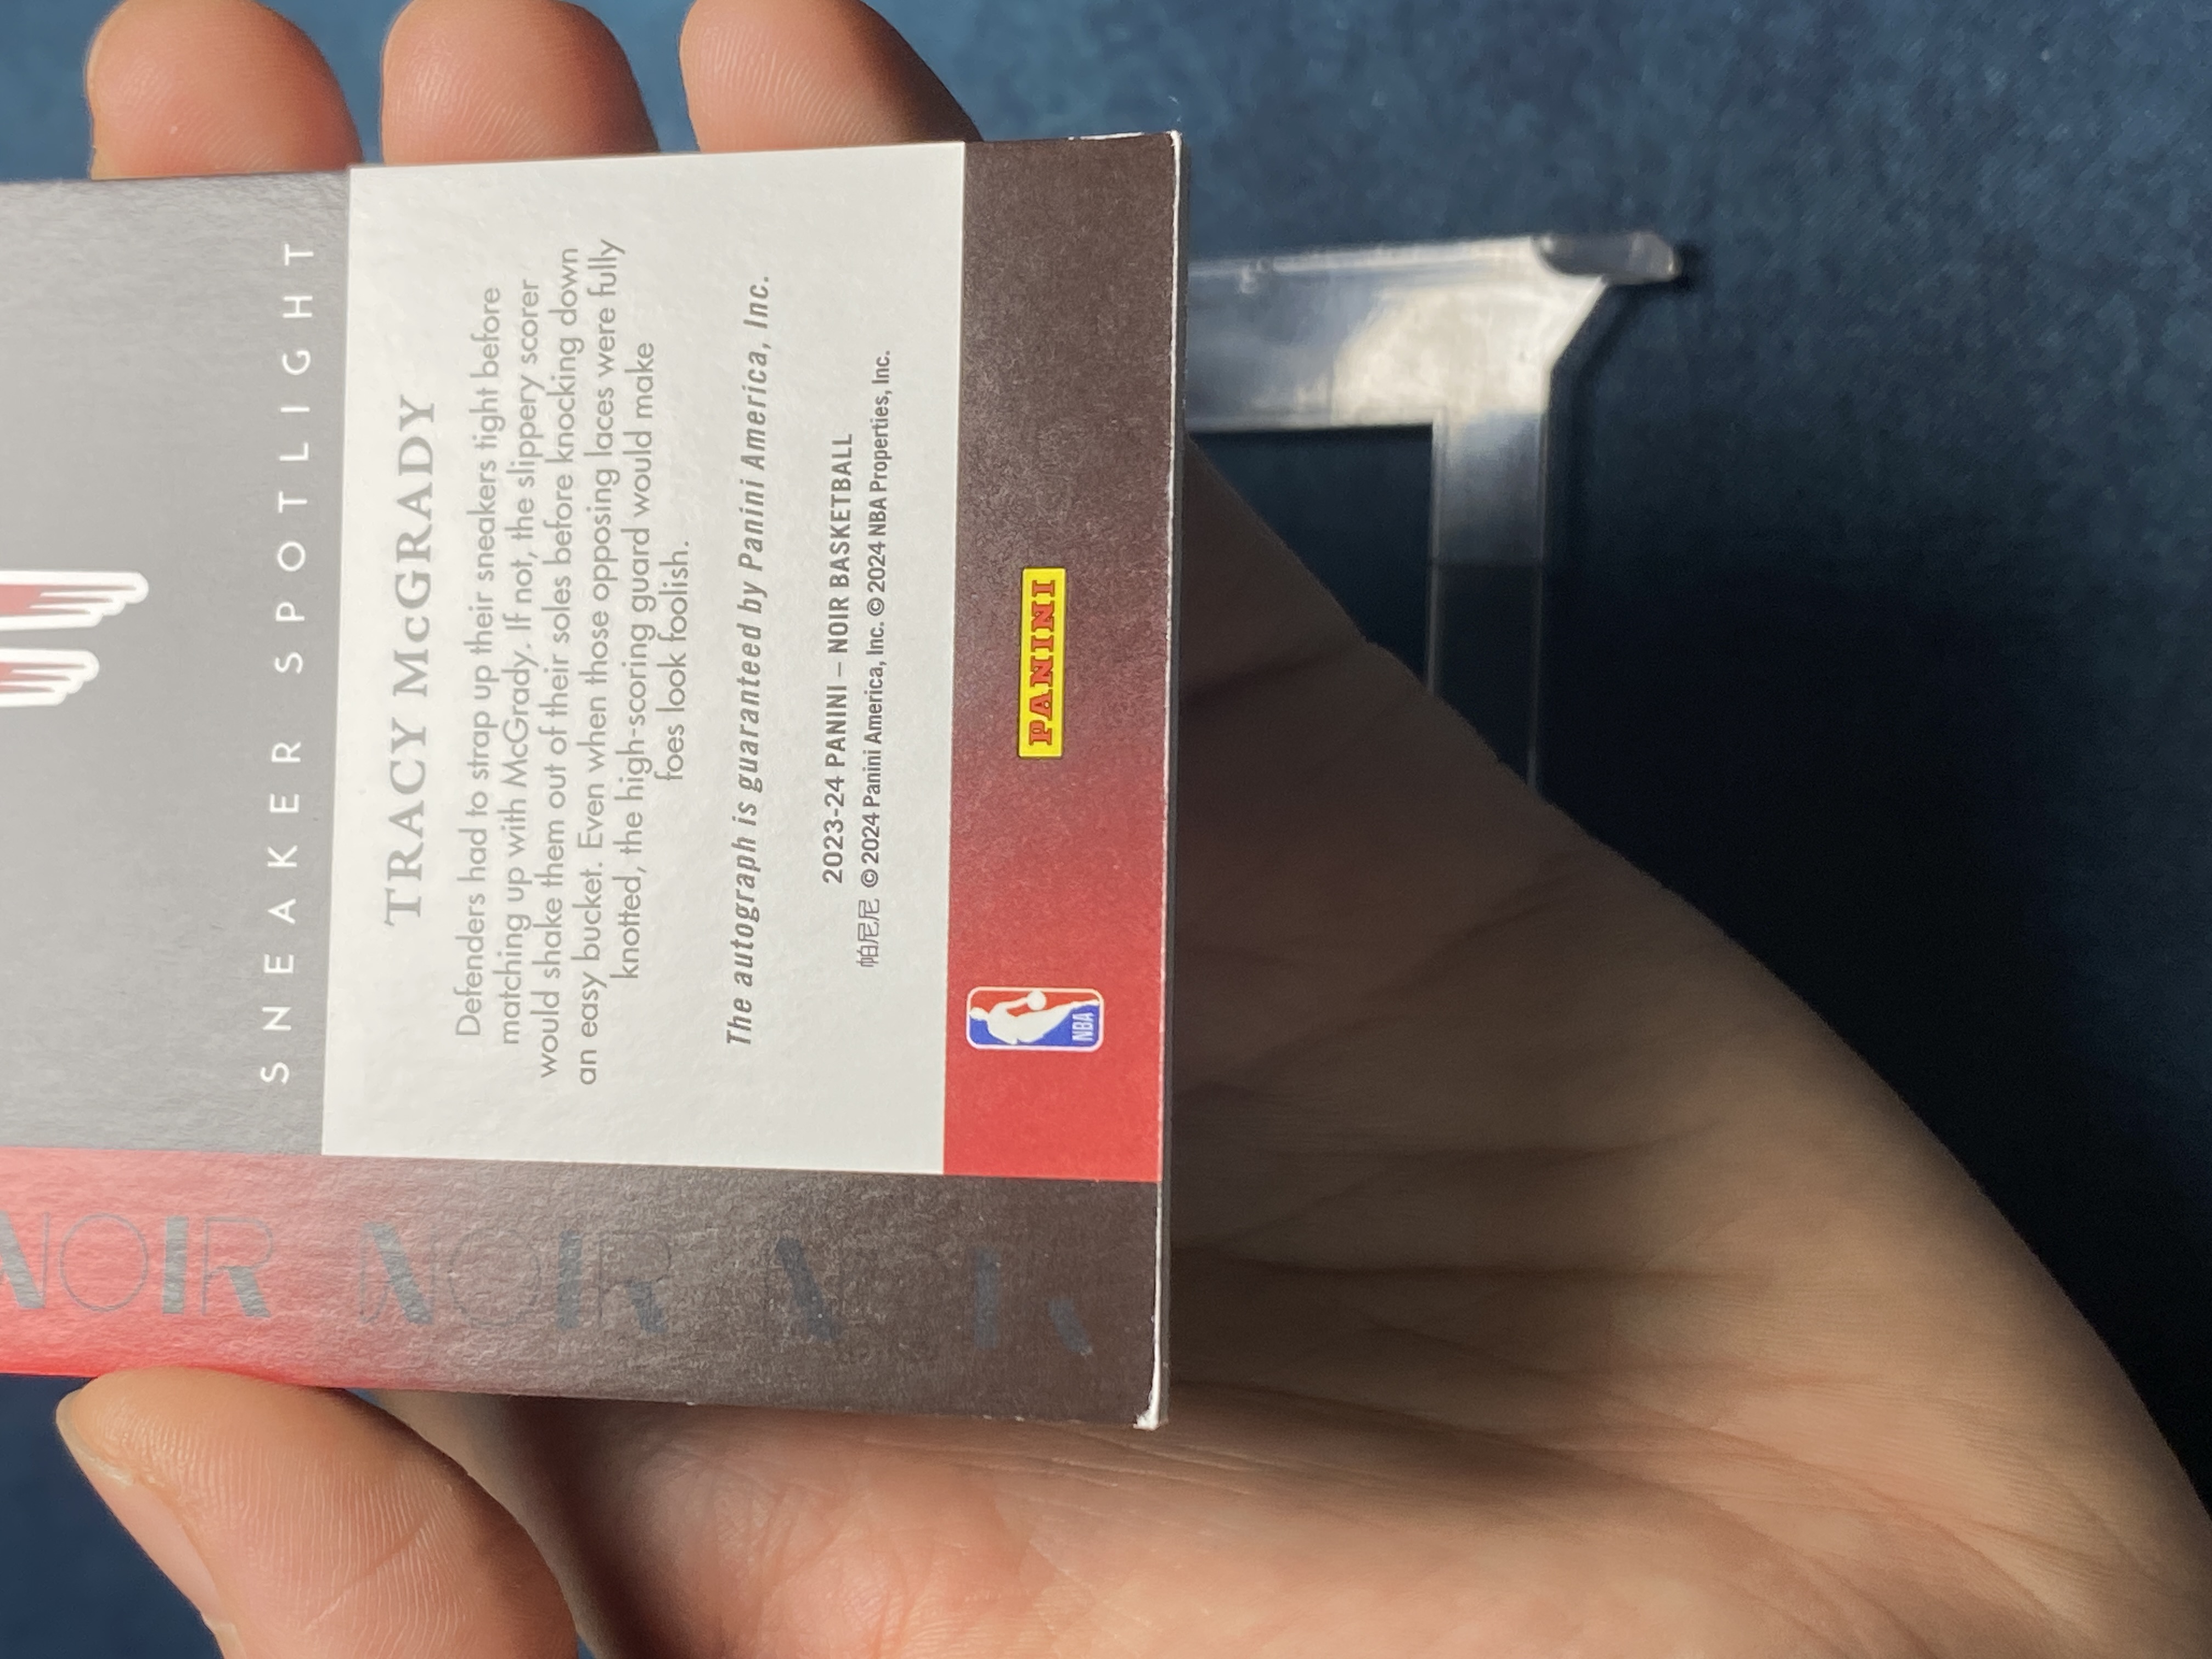 SNEAKER SPOTLIGHT
TRACY McGRADY
Defenders had to strap up their sneakers tight before
matching up with McGrady. If not, the slippery scorer
would shake them out of their soles before knocking down
an easy bucket. Even when those opposing laces were fully
knotted, the high-scoring guard would make
foes look foolish.
The autograph is guaranteed by Panini America, Inc.
2023-24 PANINI – NOIR BASKETBALL
帕尼尼 © 2024 Panini America, Inc. © 2024 NBA Properties, Inc.
PANINI
NBA
NOIR NOIR